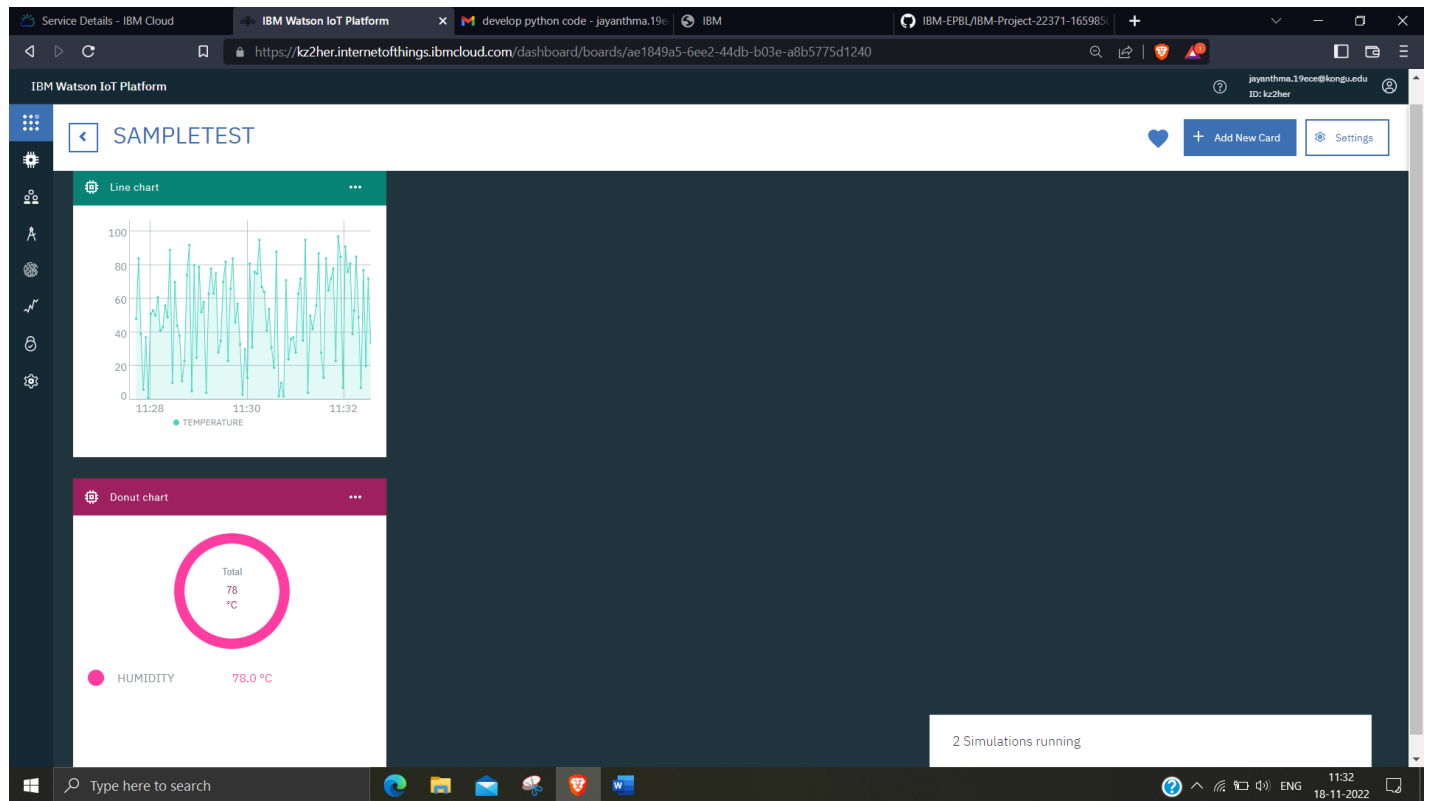 Service Details - IBM Cloud
IBM Watson IoT Platform
develop python code - jayanthma.19e
IBM
IBM-EPBL/IBM-Project-22371-165985
https://kz2her.internetofthings.ibmcloud.com/dashboard/boards/ae1849a5-6ee2-44db-b03e-a8b5775d1240
IBM Watson IoT Platform
jayanthma.19ece@kongu.edu
ID: kz2her
SAMPLETEST
Add New Card
Settings
Line chart
100
80
60
40
20
0
11:28 11:30 11:32
TEMPERATURE
Donut chart
Total
78
°C
HUMIDITY 78.0 °C
2 Simulations running
Type here to search
ENG
11:32
18-11-2022